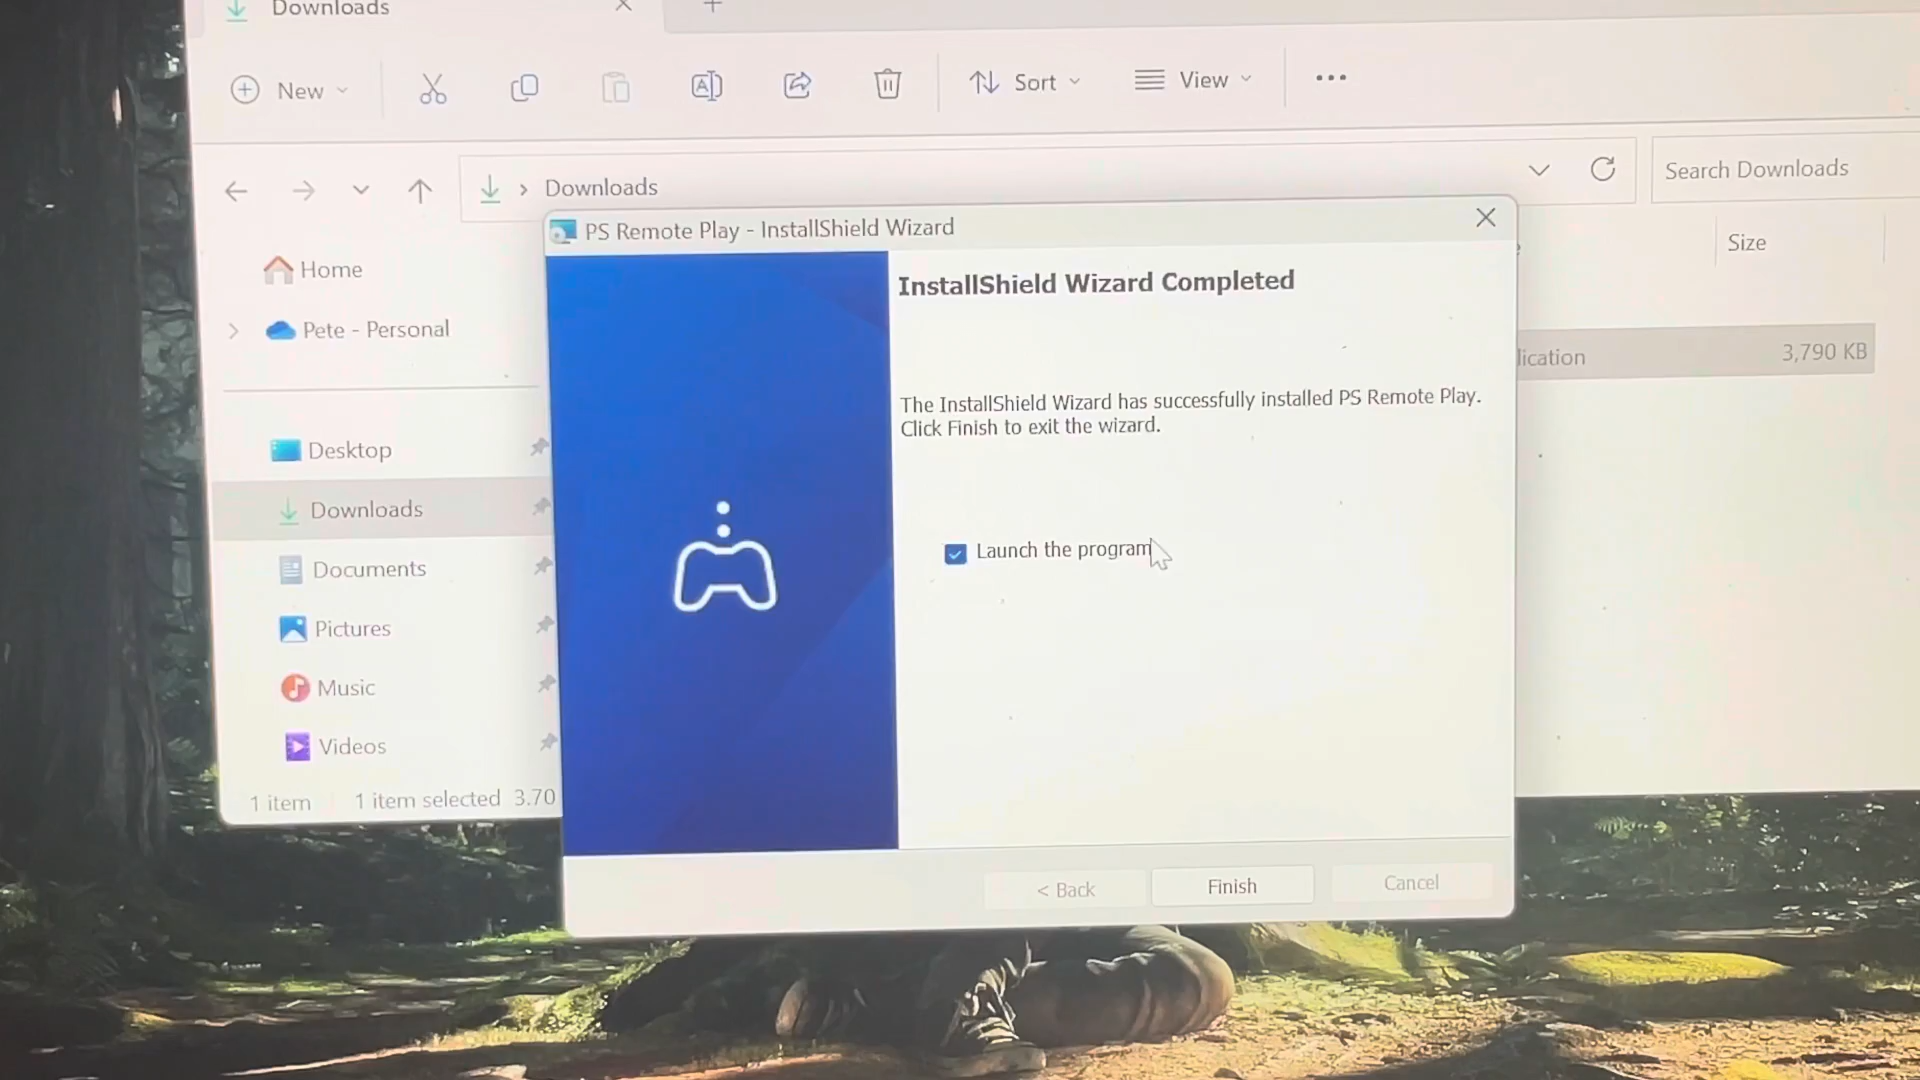 Downloads
New
Sort
View
Downloads
Search Downloads
PS Remote Play - InstallShield Wizard
Size
Home
InstallShield Wizard Completed
Pete - Personal
lication
3,790 KB
The InstallShield Wizard has successfully installed PS Remote Play.
Click Finish to exit the wizard.
Desktop
Downloads
Launch the program
Documents
Pictures
Music
Videos
1 item
1 item selected 3.70
< Back
Finish
Cancel